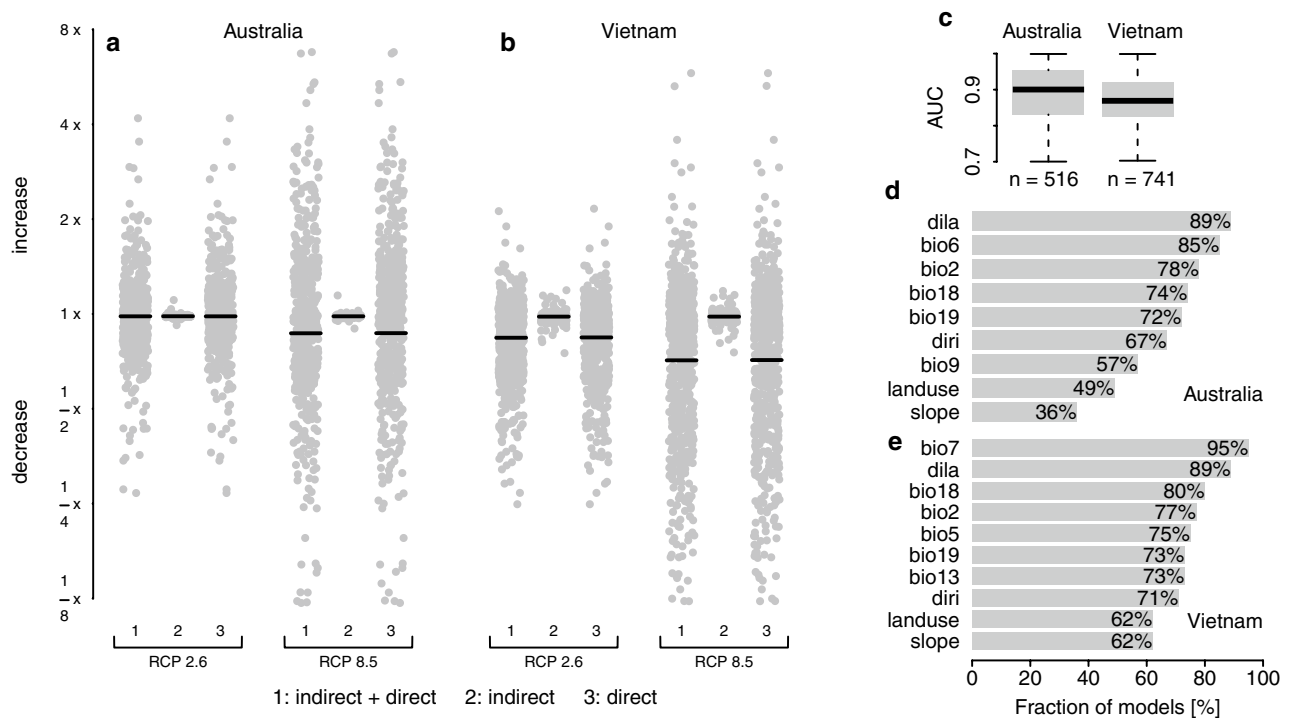 a
Australia
b
Vietnam
8 x
4 x
2 x
1 x
1
– x
2
1
– x
4
1
– x
8
increase
decrease
1 2 3
RCP 2.6
1 2 3
RCP 8.5
1 2 3
RCP 2.6
1 2 3
RCP 8.5
1: indirect + direct 2: indirect 3: direct
c
Australia Vietnam
AUC
0.9
0.7
n = 516 n = 741
d
dila 89%
bio6 85%
bio2 78%
bio18 74%
bio19 72%
diri 67%
bio9 57%
landuse 49%
slope 36%
Australia
e
bio7 95%
dila 89%
bio18 80%
bio2 77%
bio5 75%
bio19 73%
bio13 73%
diri 71%
landuse 62%
slope 62%
Vietnam
0 20 40 60 80 100
Fraction of models [%]